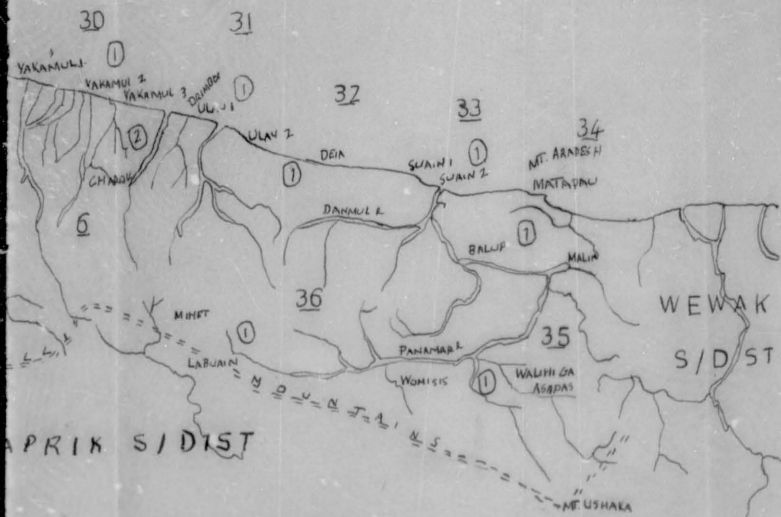 30
31
1
YAKAMUL 1
YAKAMUL 2
YAKAMUL 3
ULAU 1
1
32
33
34
2
ULAU 2
1
DEIA
SUAIN 1
1
SUAIN 2
MT. ARAPESH
MATAPAU
6
DANMUL R
1
BALUP
MALIN
36
MINET
1
LABUAIN
35
WEWAK
S/DIST
PANAMAR R
WOMISIS
1
WALIHIGA
ASAPAS
MOUNTAINS
APRIK S/DIST
MT. USHAKA